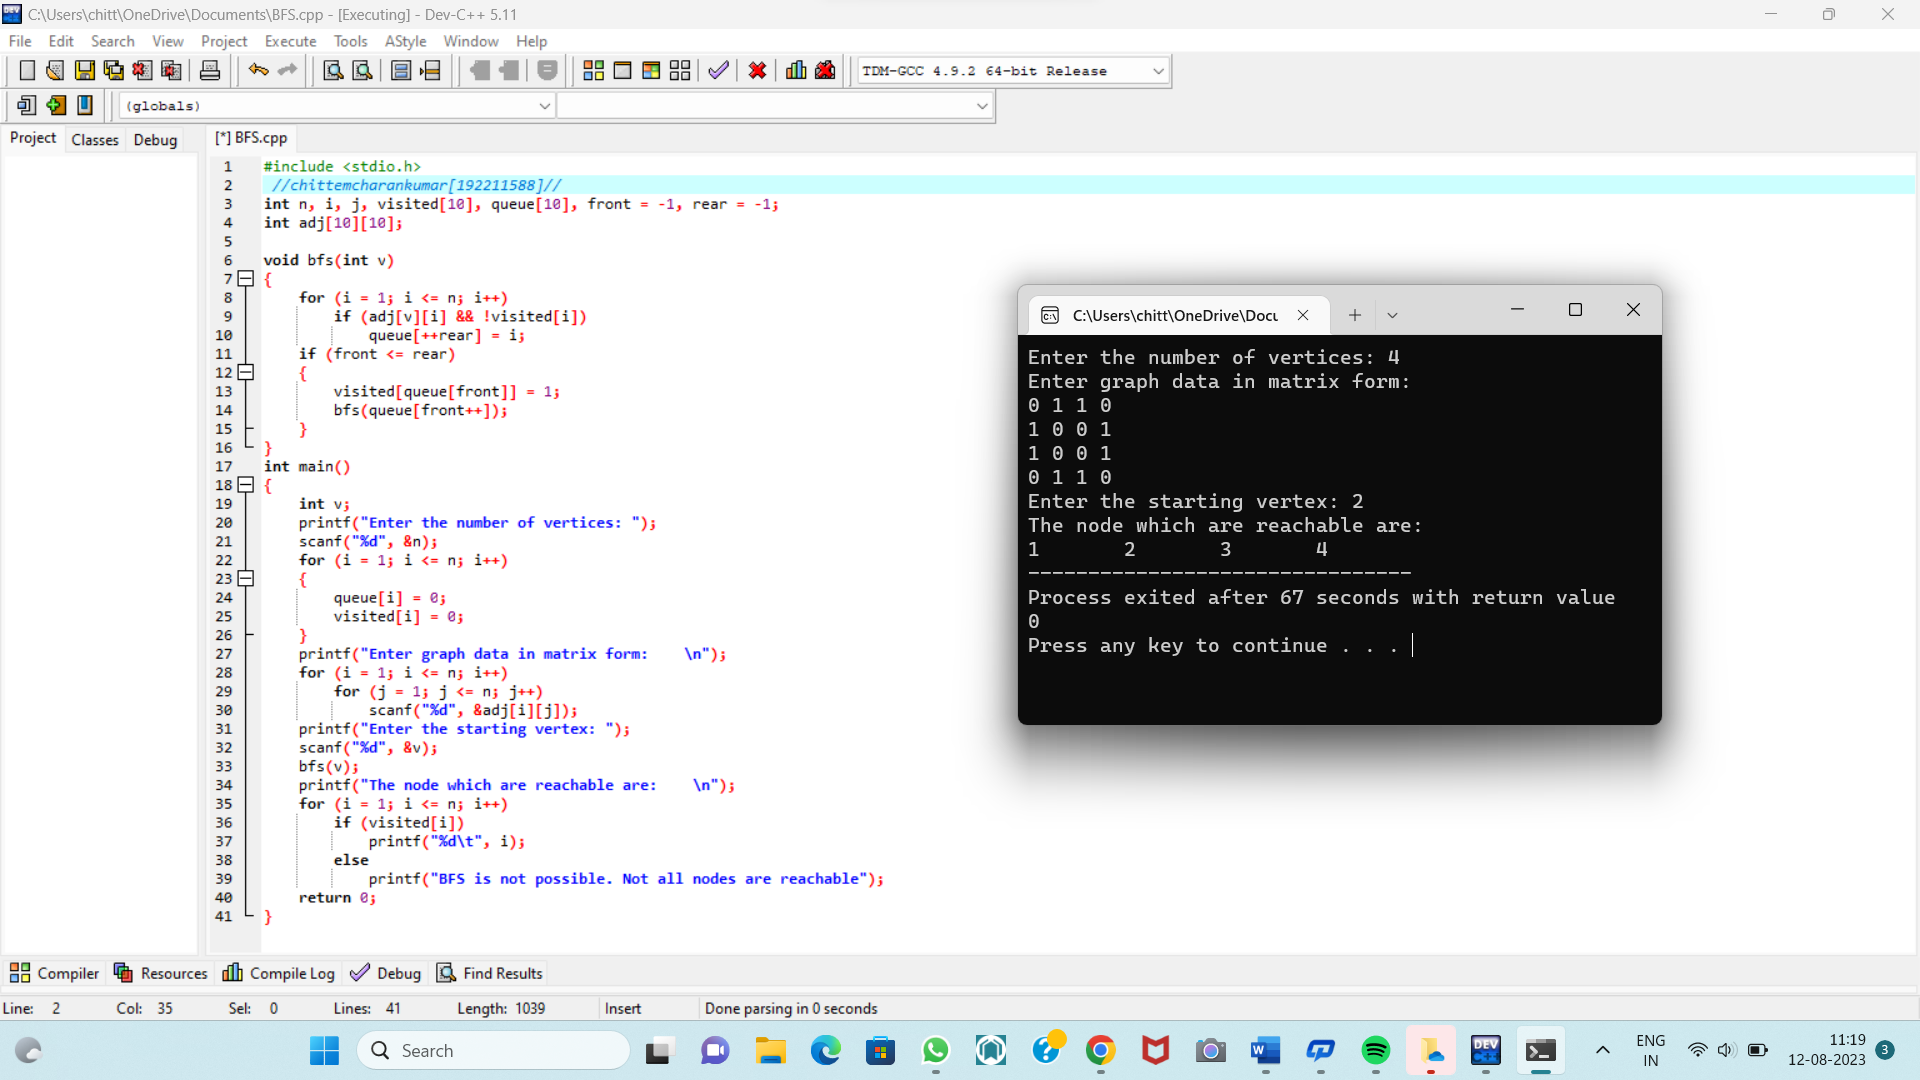 C:\Users\chitt\OneDrive\Documents\BFS.cpp - [Executing] - Dev-C++ 5.11
File Edit Search View Project Execute Tools AStyle Window Help
TDM-GCC 4.9.2 64-bit Release
(globals)
Project Classes Debug
[*] BFS.cpp
1 #include <stdio.h>
2 //chittemcharankumar[192211588]//
3 int n, i, j, visited[10], queue[10], front = -1, rear = -1;
4 int adj[10][10];
5
6 void bfs(int v)
7 {
8 for (i = 1; i <= n; i++)
9 if (adj[v][i] && !visited[i])
10 queue[++rear] = i;
11 if (front <= rear)
12 {
13 visited[queue[front]] = 1;
14 bfs(queue[front++]);
15 }
16 }
17 int main()
18 {
19 int v;
20 printf("Enter the number of vertices: ");
21 scanf("%d", &n);
22 for (i = 1; i <= n; i++)
23 {
24 queue[i] = 0;
25 visited[i] = 0;
26 }
27 printf("Enter graph data in matrix form:    \n");
28 for (i = 1; i <= n; i++)
29 for (j = 1; j <= n; j++)
30 scanf("%d", &adj[i][j]);
31 printf("Enter the starting vertex: ");
32 scanf("%d", &v);
33 bfs(v);
34 printf("The node which are reachable are:    \n");
35 for (i = 1; i <= n; i++)
36 if (visited[i])
37 printf("%d\t", i);
38 else
39 printf("BFS is not possible. Not all nodes are reachable");
40 return 0;
41 }
C:\Users\chitt\OneDrive\Docu
Enter the number of vertices: 4
Enter graph data in matrix form:
0 1 1 0
1 0 0 1
1 0 0 1
0 1 1 0
Enter the starting vertex: 2
The node which are reachable are:
1 2 3 4
--------------------------------
Process exited after 67 seconds with return value
0
Press any key to continue . . .
Compiler Resources Compile Log Debug Find Results
Line: 2 Col: 35 Sel: 0 Lines: 41 Length: 1039 Insert Done parsing in 0 seconds
Search
ENG
IN
11:19
12-08-2023
3